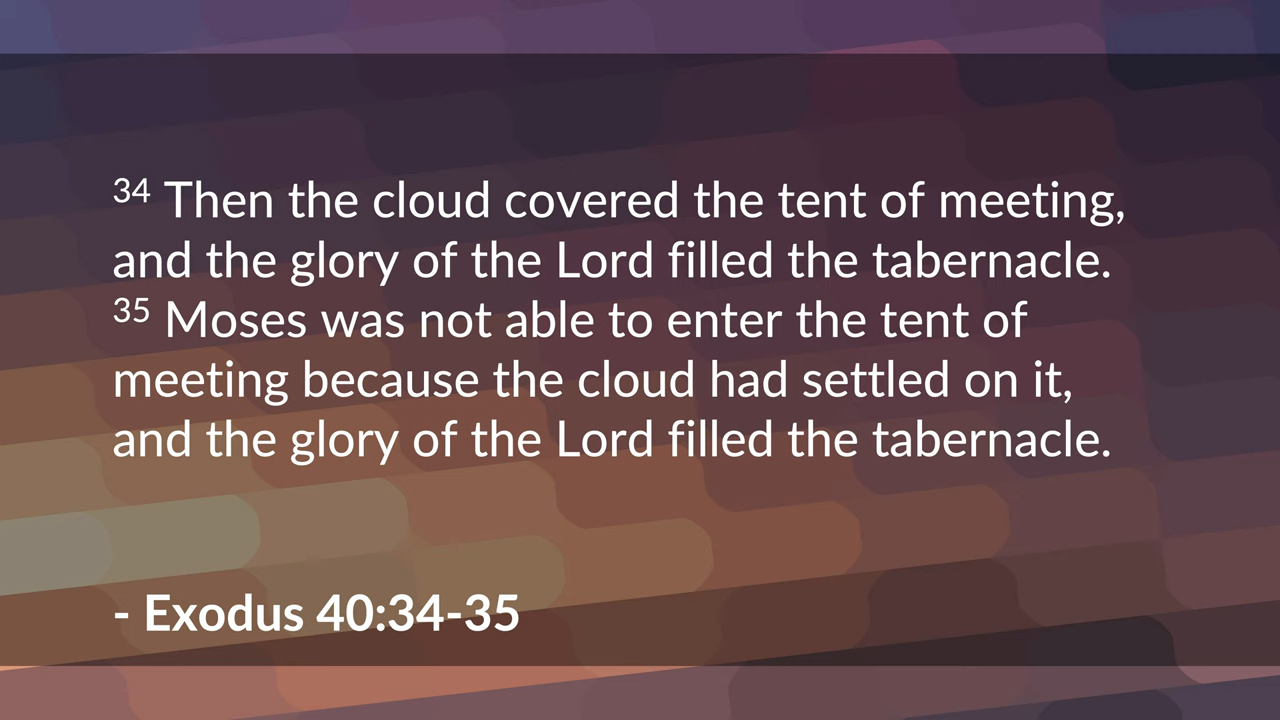 34 Then the cloud covered the tent of meeting,
and the glory of the Lord filled the tabernacle.
35 Moses was not able to enter the tent of
meeting because the cloud had settled on it,
and the glory of the Lord filled the tabernacle.
- Exodus 40:34-35